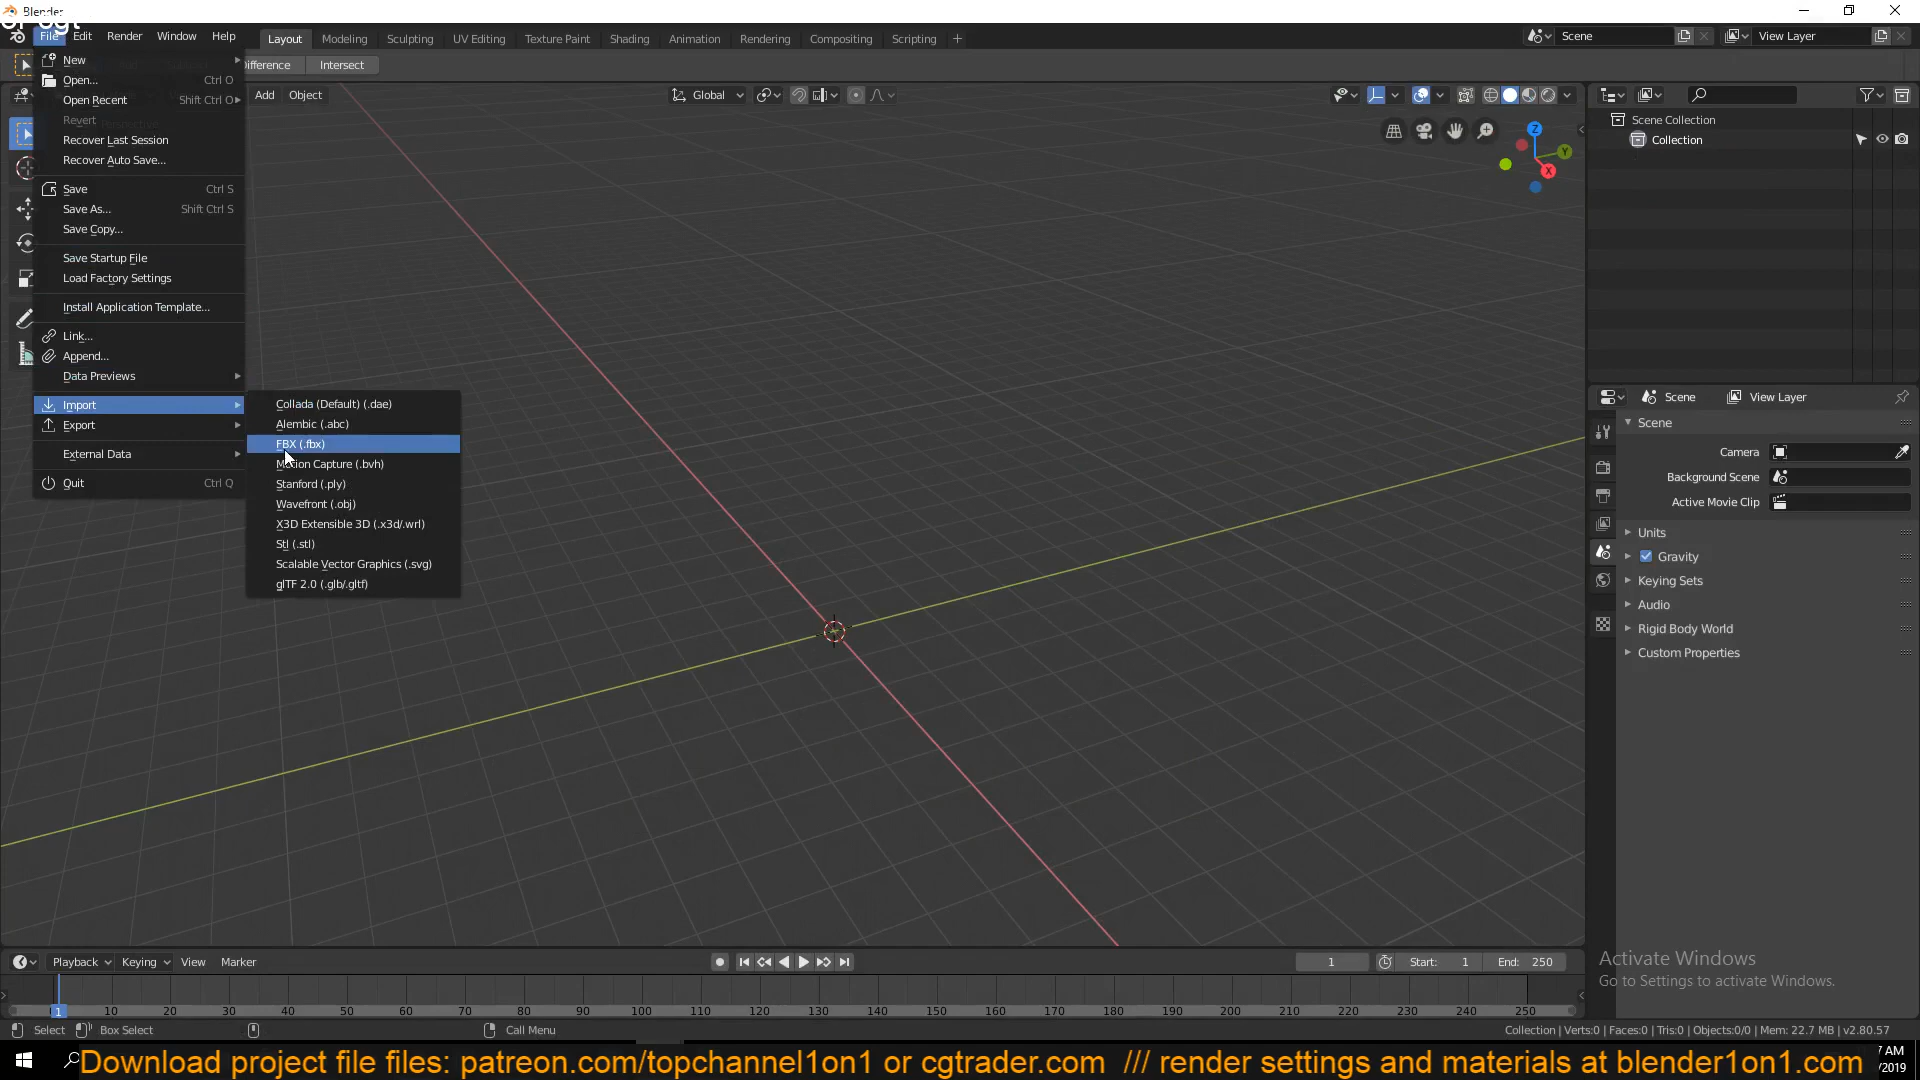 Blender
File Edit Render Window Help
Layout Modeling Sculpting UV Editing Texture Paint Shading Animation Rendering Compositing Scripting +
Scene
View Layer
Intersect
New
Open... Ctrl O
Open Recent Shift Ctrl O
Revert
Recover Last Session
Recover Auto Save...
Save Ctrl S
Save As... Shift Ctrl S
Save Copy...
Save Startup File
Load Factory Settings
Install Application Template...
Link...
Append...
Data Previews
Import
Export
External Data
Quit Ctrl Q
Collada (Default) (.dae)
Alembic (.abc)
FBX (.fbx)
Motion Capture (.bvh)
Stanford (.ply)
Wavefront (.obj)
X3D Extensible 3D (.x3d/.wrl)
Stl (.stl)
Scalable Vector Graphics (.svg)
glTF 2.0 (.glb/.gltf)
Add Object
Global
Z
Y
X
Scene Collection
Collection
Scene View Layer
Scene
Camera
Background Scene
Active Movie Clip
Units
Gravity
Keying Sets
Audio
Rigid Body World
Custom Properties
Activate Windows
Go to Settings to activate Windows.
Playback Keying View Marker
1 Start: 1 End: 250
1 10 20 30 40 50 60 70 80 90 100 110 120 130 140 150 160 170 180 190 200 210 220 230 240 250
Select Box Select Call Menu
Collection | Verts:0 | Faces:0 | Tris:0 | Objects:0/0 | Mem: 22.7 MB | v2.80.57
Download project file files: patreon.com/topchannel1on1 or cgtrader.com /// render settings and materials at blender1on1.com
7 AM
/2019